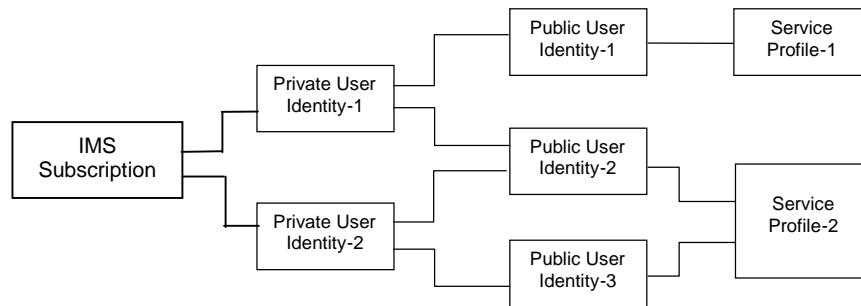 IMS
Subscription
Private User
Identity-1
Private User
Identity-2
Public User
Identity-1
Public User
Identity-2
Public User
Identity-3
Service
Profile-1
Service
Profile-2